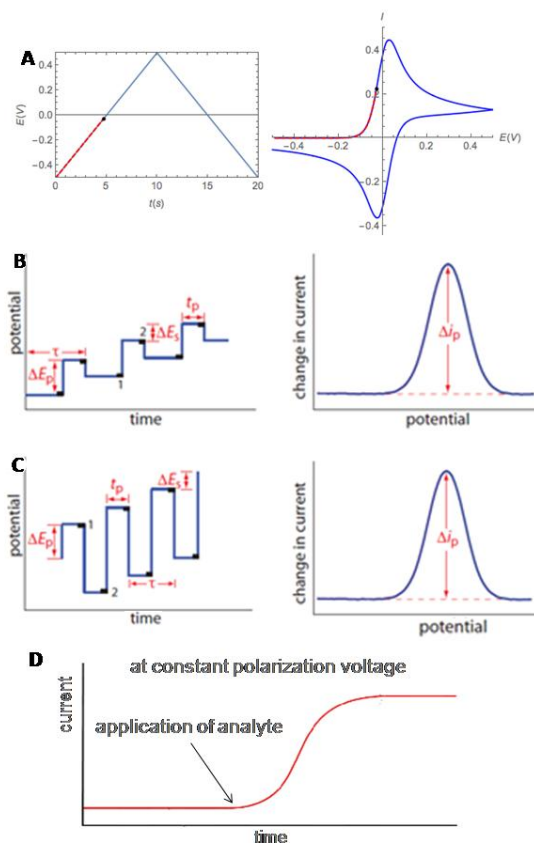 A
E(V)
0.4
0.2
0.0
−0.2
−0.4
0
5
10
15
20
t(s)
I
0.4
0.2
−0.2
−0.4
−0.4
−0.2
0.2
0.4
E(V)
B
potential
τ
ΔEp
1
2
ΔEs
tp
time
change in current
Δip
potential
C
potential
ΔEp
1
2
tp
τ
ΔEs
time
change in current
Δip
potential
D
at constant polarization voltage
current
application of analyte
time